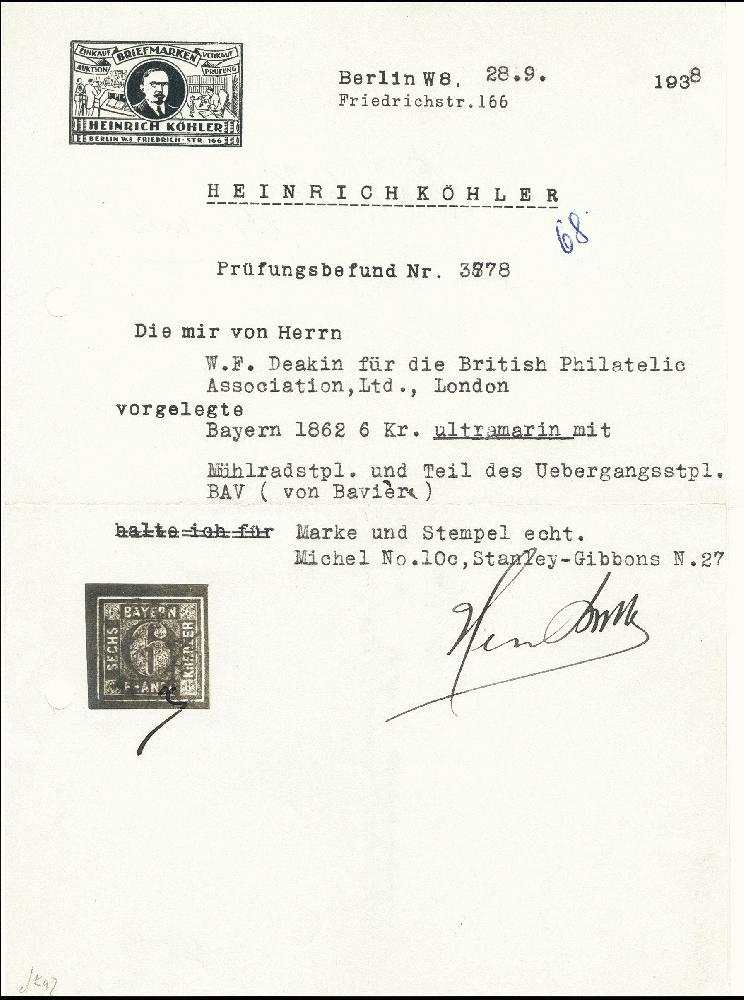 EINKAUF BRIEFMARKEN VERKAUF
AUKTION PRÜFUNG
HEINRICH KÖHLER
BERLIN W.8 FRIEDRICH-STR. 166
Berlin W8, 28.9. 1938
Friedrichstr.166
HEINRICH KÖHLER
68
Prüfungsbefund Nr. 3878
Die mir von Herrn
W.F. Deakin für die British Philatelic
Association,Ltd., London
vorgelegte
Bayern 1862 6 Kr. ultramarin mit
Mühlradstpl. und Teil des Uebergangsstpl.
BAV ( von Bavière )
halte ich für Marke und Stempel echt.
Michel No.10c,Stanley-Gibbons N.27
BAYERN
SECHS 6 KREUZER
FRANCO